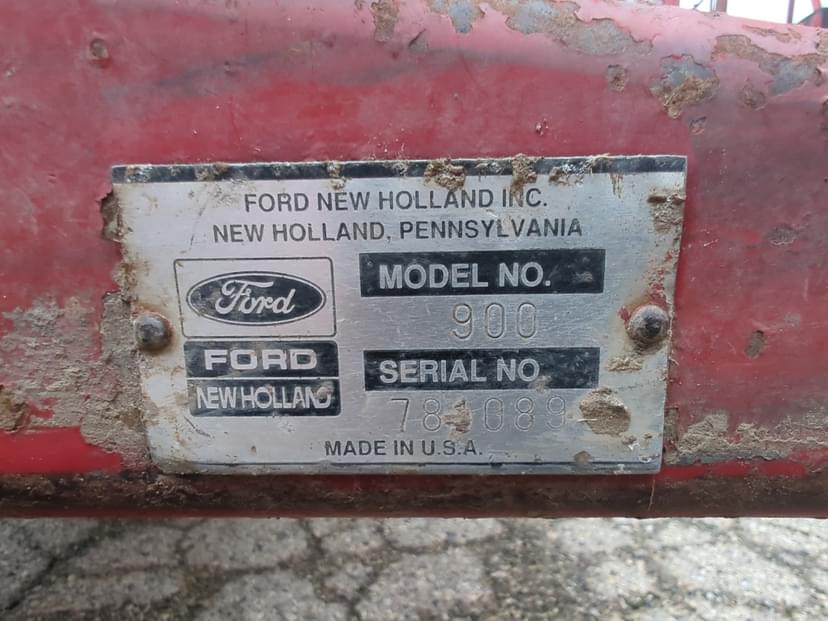 FORD NEW HOLLAND INC.
NEW HOLLAND, PENNSYLVANIA
Ford
FORD
NEW HOLLAND
MODEL NO.
900
SERIAL NO
MADE IN U.S.A.